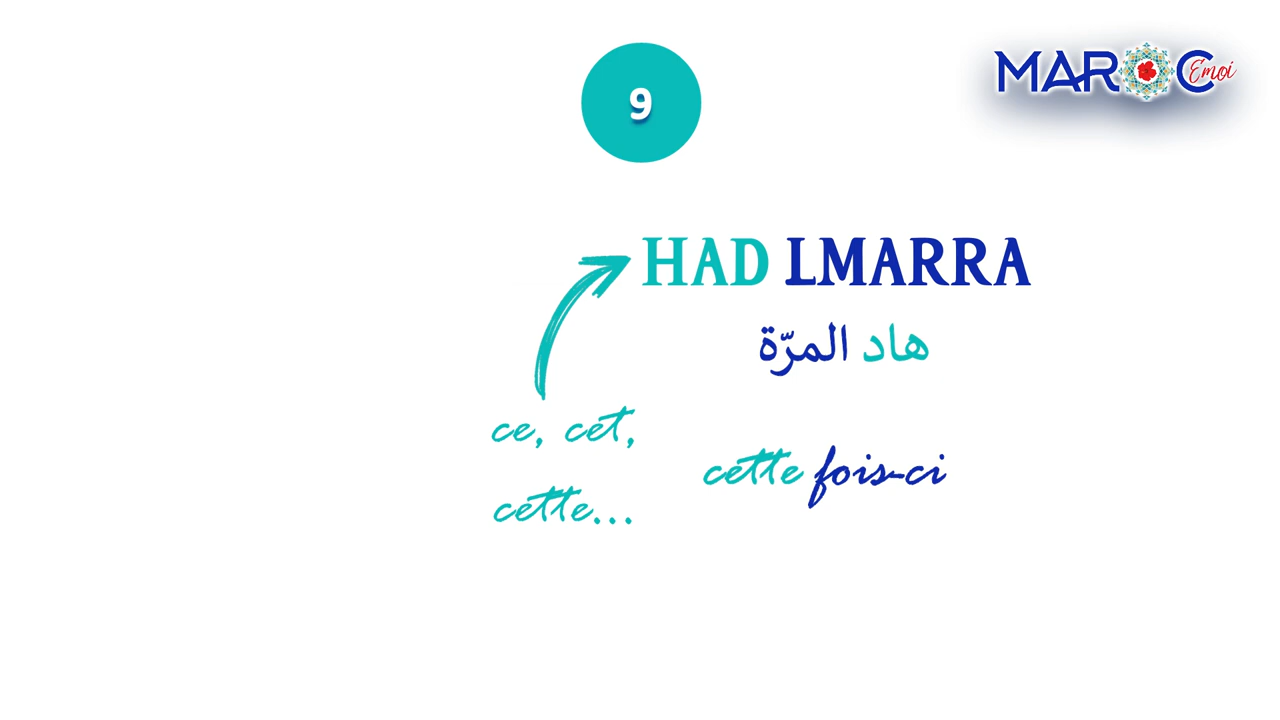 9
MAROC Emoi
HAD LMARRA
هاد المرّة
ce, cet,
cette...
cette fois-ci